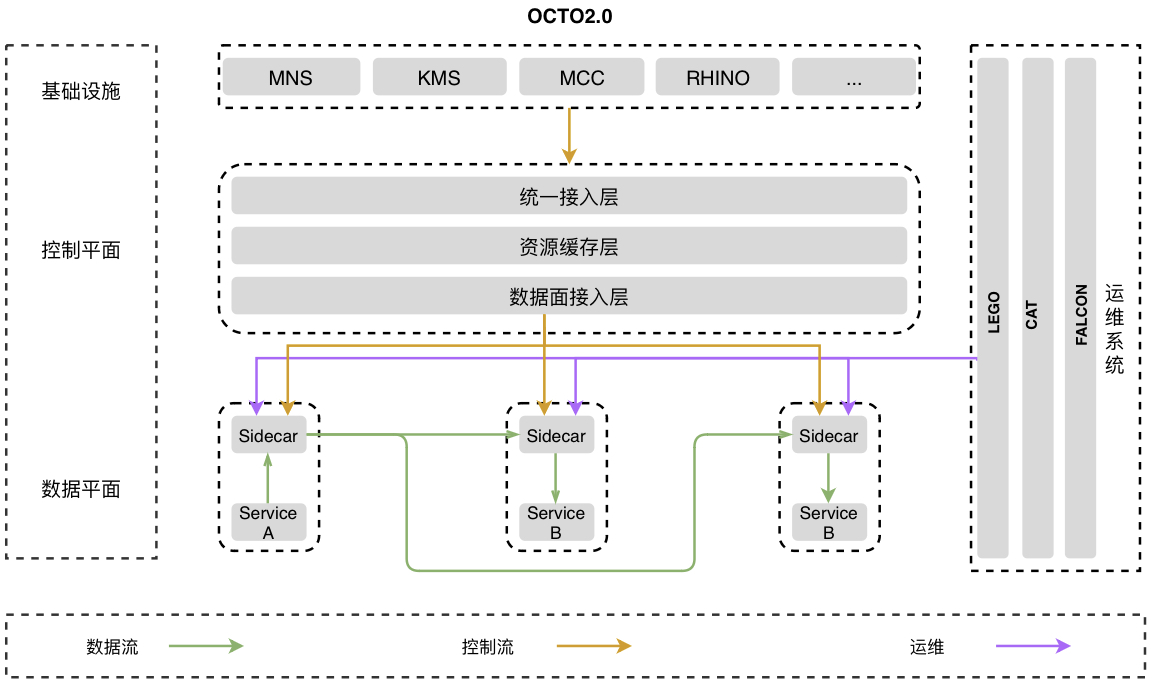 OCTO2.0
基础设施
MNS
KMS
MCC
RHINO
...
控制平面
统一接入层
资源缓存层
数据面接入层
LEGO
CAT
FALCON
运维系统
数据平面
Sidecar
Sidecar
Sidecar
Service
A
Service
B
Service
B
数据流
控制流
运维